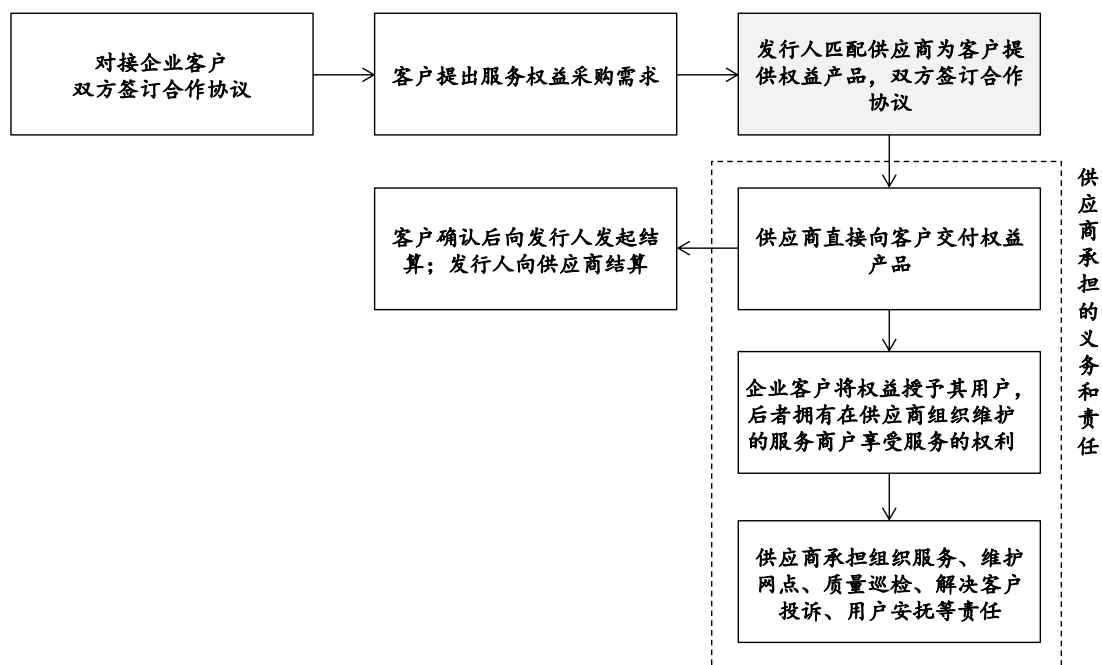 对接企业客户
双方签订合作协议
客户提出服务权益采购需求
发行人匹配供应商为客户提
供权益产品，双方签订合作
协议
客户确认后向发行人发起结
算；发行人向供应商结算
供应商直接向客户交付权益
产品
企业客户将权益授予其用户，
后者拥有在供应商组织维护
的服务商户享受服务的权利
供应商承担组织服务、维护
网点、质量巡检、解决客户
投诉、用户安抚等责任
供应商承担的义务和责任